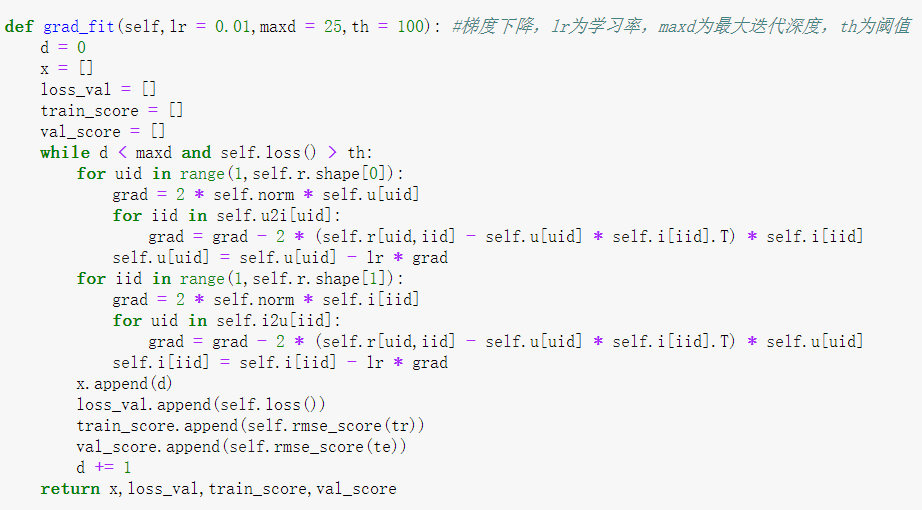 def grad_fit(self,lr = 0.01,maxd = 25,th = 100): #梯度下降，lr为学习率，maxd为最大迭代深度，th为阈值
    d = 0
    x = []
    loss_val = []
    train_score = []
    val_score = []
    while d < maxd and self.loss() > th:
        for uid in range(1,self.r.shape[0]):
            grad = 2 * self.norm * self.u[uid]
            for iid in self.u2i[uid]:
                grad = grad - 2 * (self.r[uid,iid] - self.u[uid] * self.i[iid].T) * self.i[iid]
            self.u[uid] = self.u[uid] - lr * grad
        for iid in range(1,self.r.shape[1]):
            grad = 2 * self.norm * self.i[iid]
            for uid in self.i2u[iid]:
                grad = grad - 2 * (self.r[uid,iid] - self.u[uid] * self.i[iid].T) * self.u[uid]
            self.i[iid] = self.i[iid] - lr * grad
        x.append(d)
        loss_val.append(self.loss())
        train_score.append(self.rmse_score(tr))
        val_score.append(self.rmse_score(te))
        d += 1
    return x,loss_val,train_score,val_score